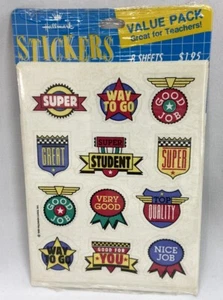 STICKERS
VALUE PACK
Great for Teachers!
8 SHEETS $1.95
SUPER
WAY
TO GO
GOOD
JOB
GREAT
SUPER
STUDENT
SUPER
GOOD
JOB
VERY
GOOD
TOP
QUALITY
WAY
TO GO
GOOD FOR
YOU
NICE
JOB